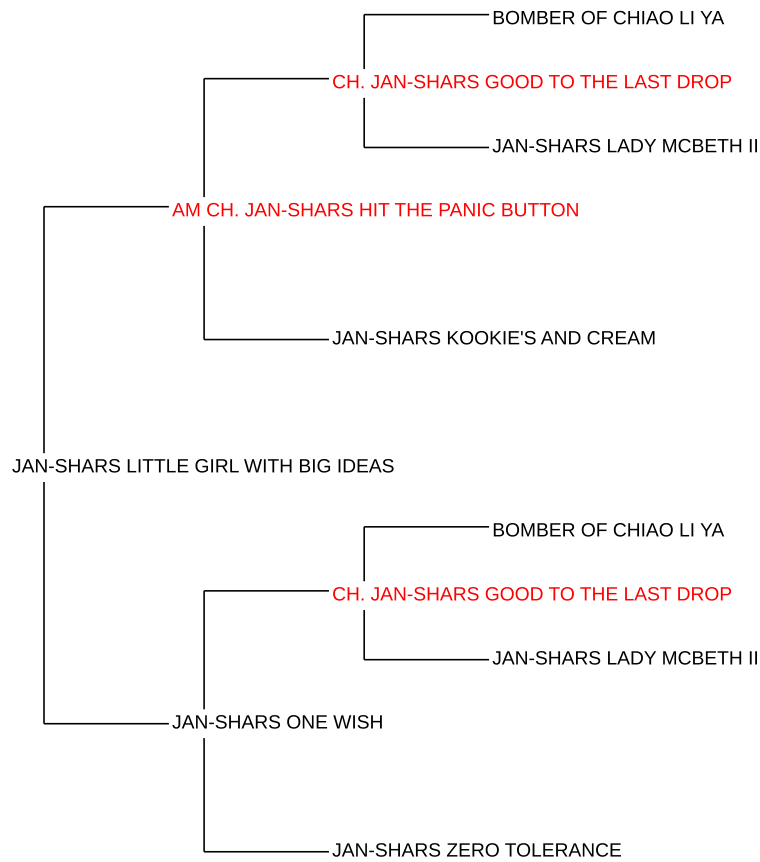 BOMBER OF CHIAO LI YA
CH. JAN-SHARS GOOD TO THE LAST DROP
JAN-SHARS LADY MCBETH II
AM CH. JAN-SHARS HIT THE PANIC BUTTON
JAN-SHARS KOOKIE'S AND CREAM
JAN-SHARS LITTLE GIRL WITH BIG IDEAS
BOMBER OF CHIAO LI YA
CH. JAN-SHARS GOOD TO THE LAST DROP
JAN-SHARS LADY MCBETH II
JAN-SHARS ONE WISH
JAN-SHARS ZERO TOLERANCE